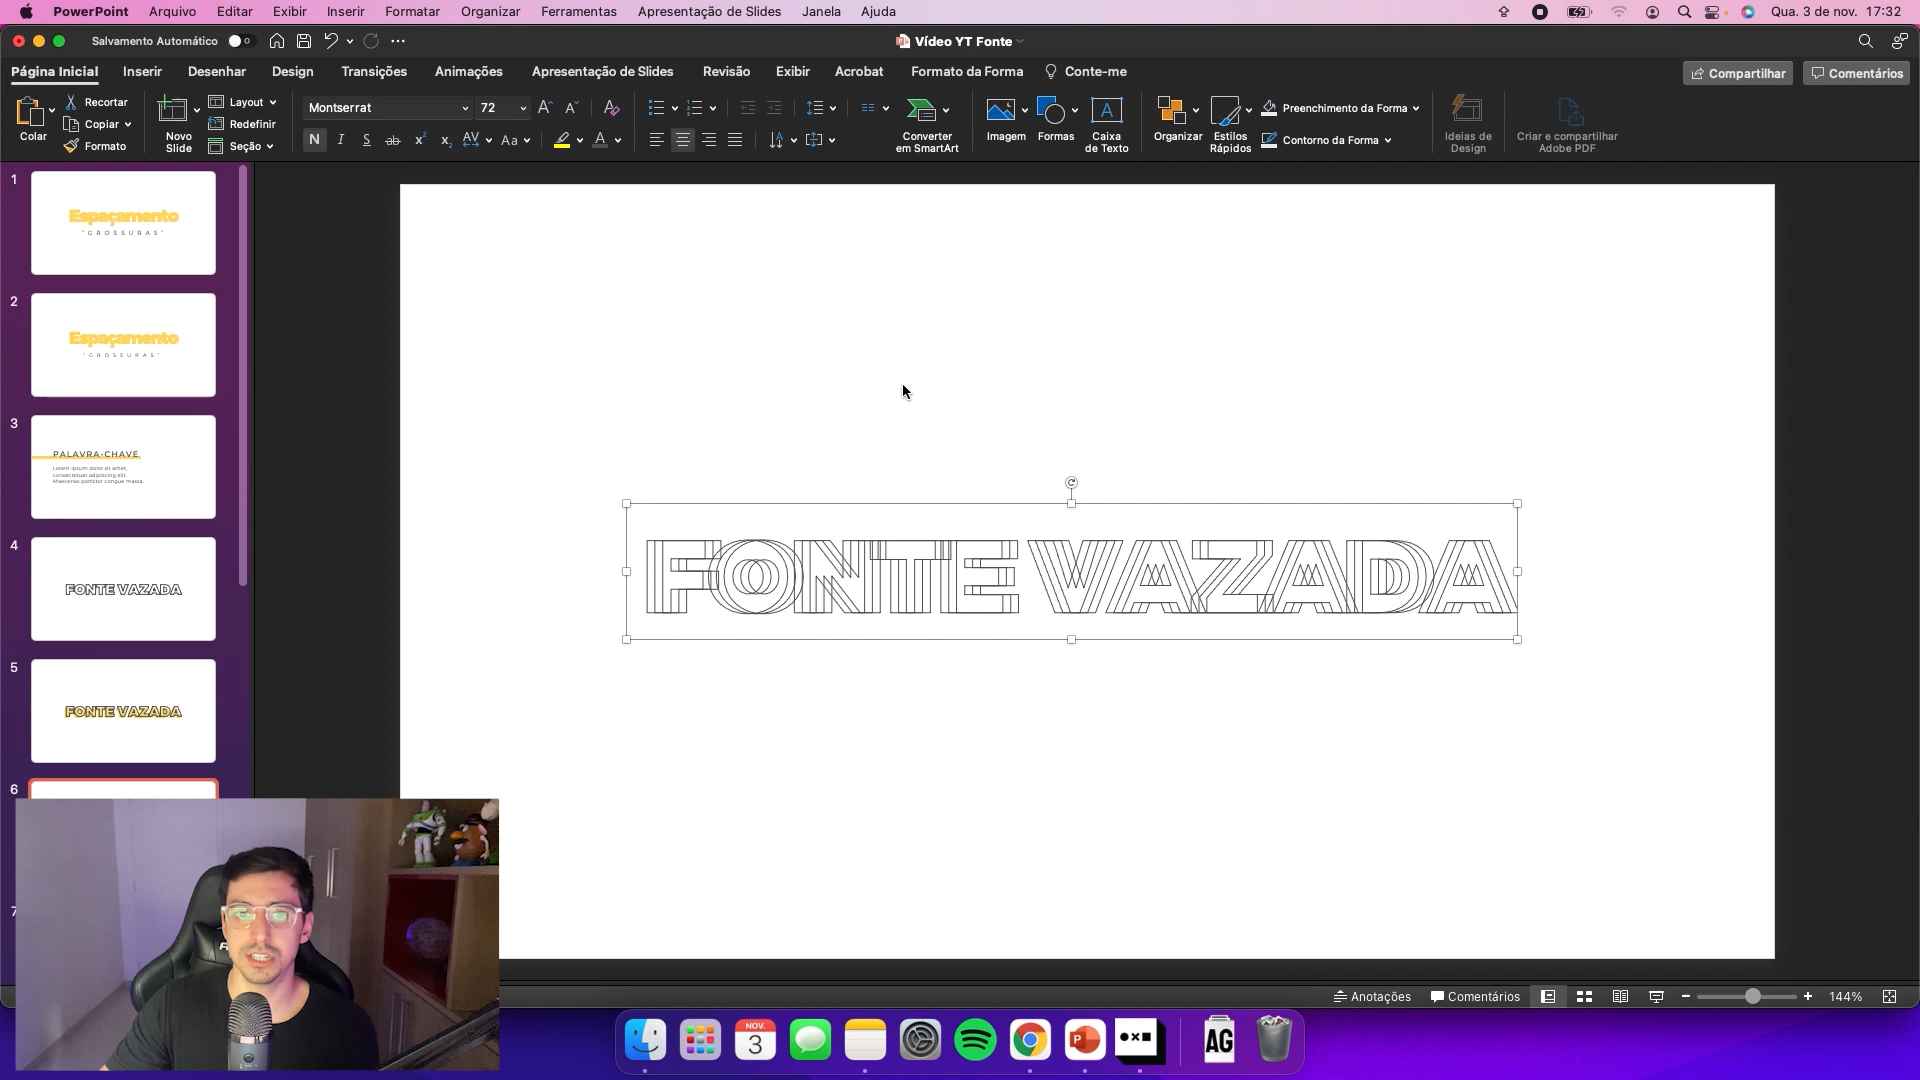 PowerPoint Arquivo Editar Exibir Inserir Formatar Organizar Ferramentas Apresentação de Slides Janela Ajuda Qua. 3 de nov. 17:32
Salvamento Automático Vídeo YT Fonte
Página Inicial Inserir Desenhar Design Transições Animações Apresentação de Slides Revisão Exibir Acrobat Formato da Forma Conte-me Compartilhar Comentários
Colar
Recortar
Copiar
Formato
Novo
Slide
Layout
Redefinir
Seção
Montserrat 72
N I S ab x² x₂ AV Aa A
Converter
em SmartArt
Imagem
Formas
Caixa
de Texto
Organizar
Estilos
Rápidos
Preenchimento da Forma
Contorno da Forma
Ideias de
Design
Criar e compartilhar
Adobe PDF
1
Espaçamento
"GROSSURAS"
2
Espaçamento
"GROSSURAS"
3
PALAVRA-CHAVE
Lorem ipsum dolor sit amet,
consectetuer adipiscing elit.
Maecenas porttitor congue massa.
4
FONTE VAZADA
5
FONTE VAZADA
6
7
FONTE VAZADA
Anotações Comentários 144%
NOV.
3
AG